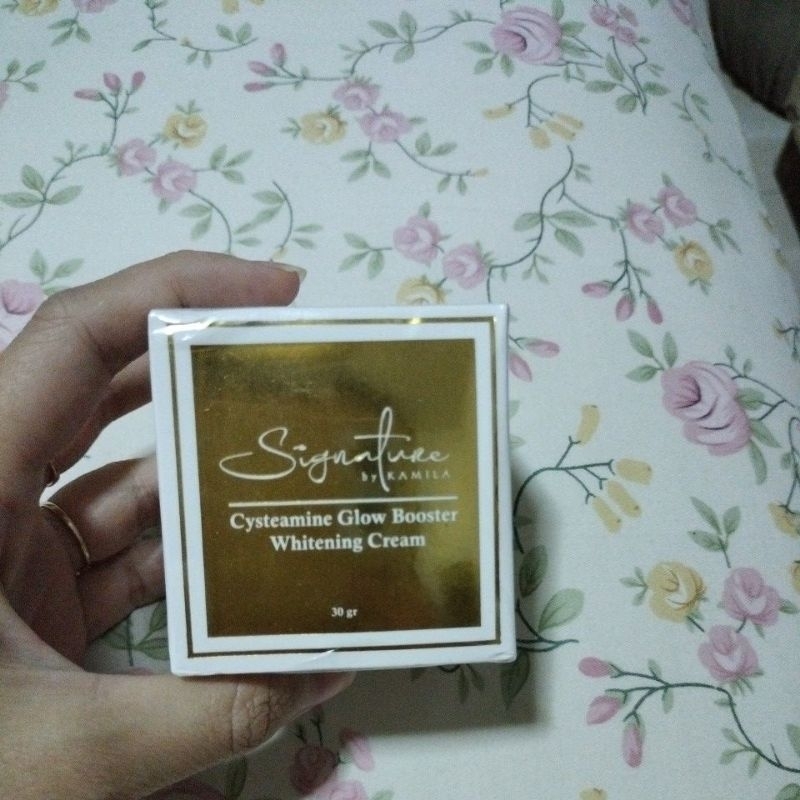 Signature
by KAMILA
Cysteamine Glow Booster
Whitening Cream
30 gr